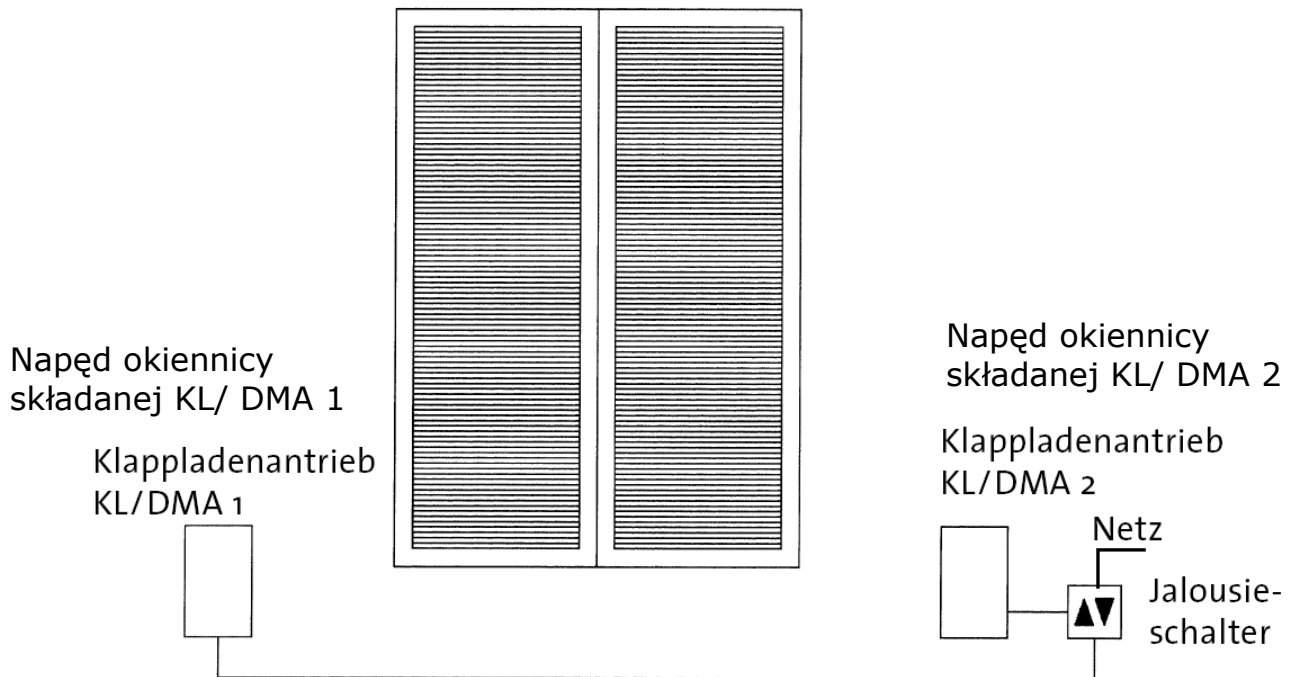 Napęd okiennicy
składanej KL/ DMA 1
Klappladenantrieb
KL/DMA 1
Napęd okiennicy
składanej KL/ DMA 2
Klappladenantrieb
KL/DMA 2
Netz
Jalousie-
schalter